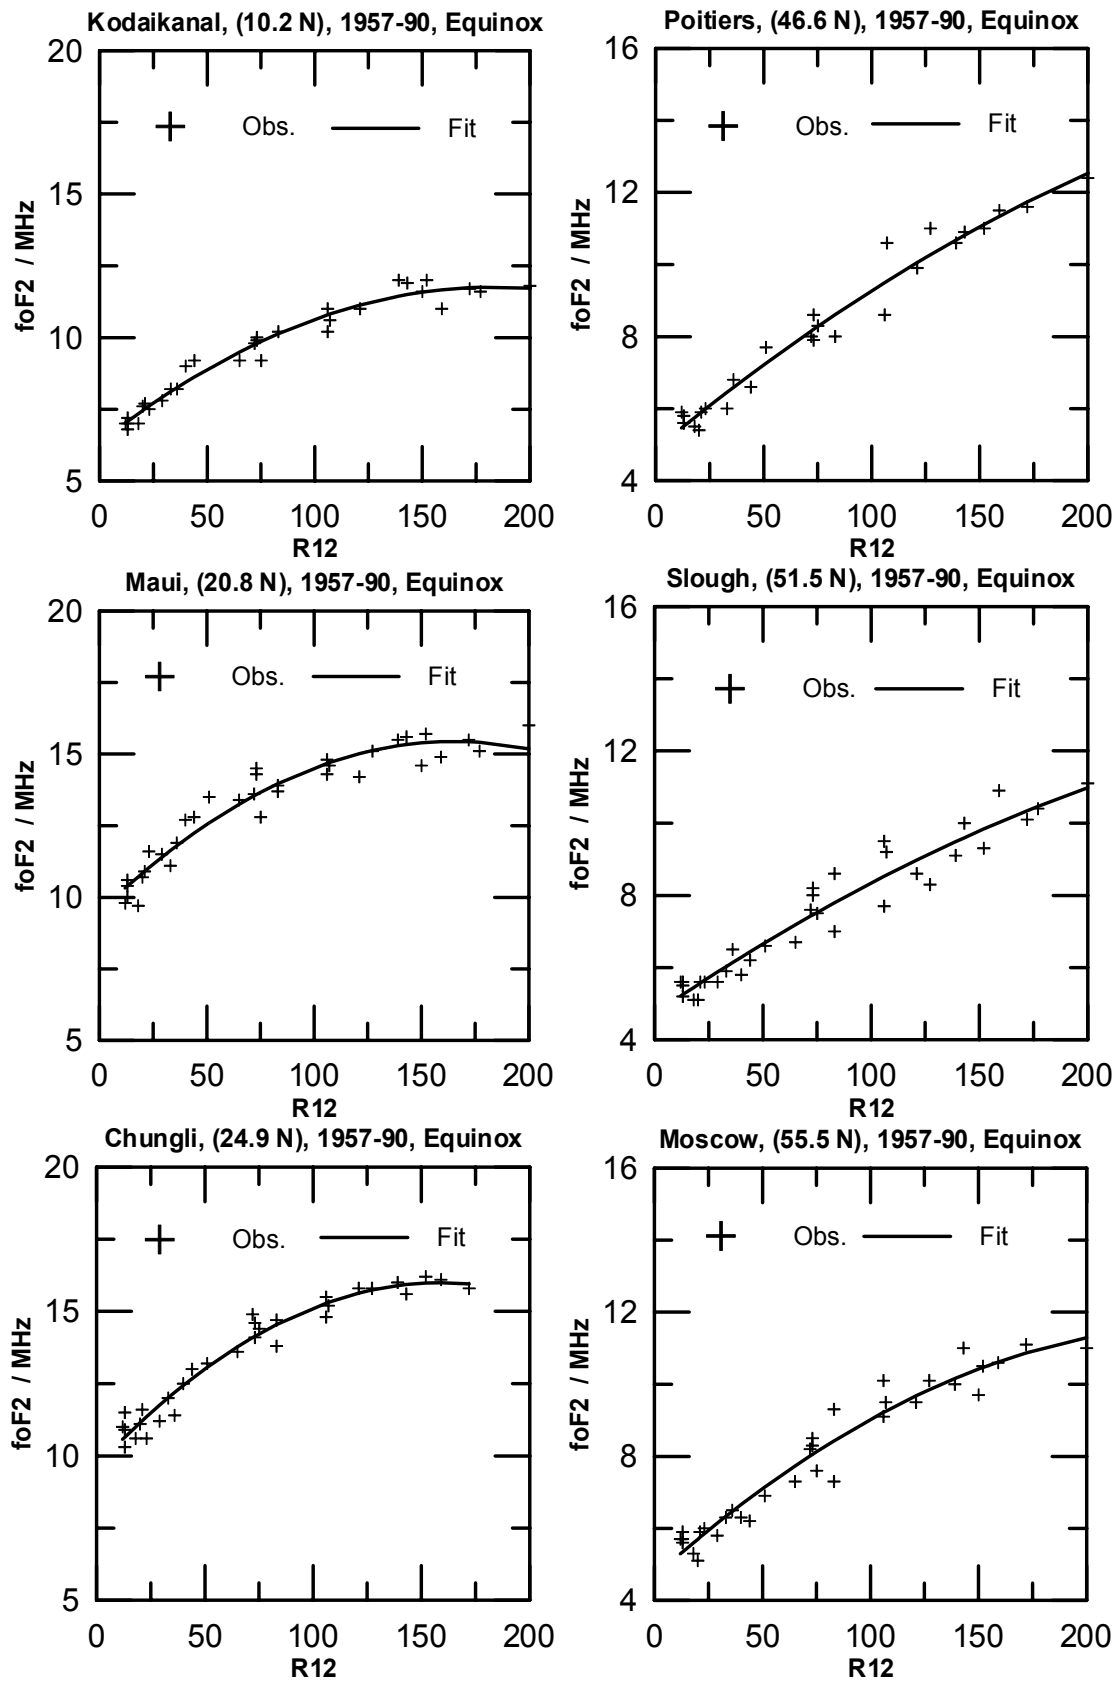 Kodaikanal, (10.2 N), 1957-90, Equinox
20
15
10
5
foF2 / MHz
Obs.
Fit
0 50 100 150 200
R12
Poitiers, (46.6 N), 1957-90, Equinox
16
12
8
4
foF2 / MHz
Obs.
Fit
0 50 100 150 200
R12
Maui, (20.8 N), 1957-90, Equinox
20
15
10
5
foF2 / MHz
Obs.
Fit
0 50 100 150 200
R12
Slough, (51.5 N), 1957-90, Equinox
16
12
8
4
foF2 / MHz
Obs.
Fit
0 50 100 150 200
R12
Chungli, (24.9 N), 1957-90, Equinox
20
15
10
5
foF2 / MHz
Obs.
Fit
0 50 100 150 200
R12
Moscow, (55.5 N), 1957-90, Equinox
16
12
8
4
foF2 / MHz
Obs.
Fit
0 50 100 150 200
R12